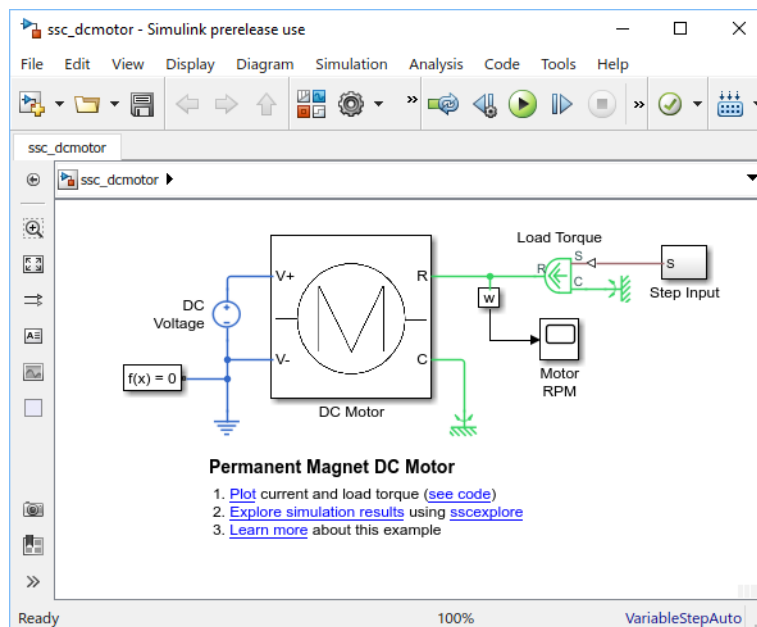 ssc_dcmotor - Simulink prerelease use
File Edit View Display Diagram Simulation Analysis Code Tools Help
» »
ssc_dcmotor
ssc_dcmotor
Load Torque
S
R
C
S
Step Input
V+
R
DC
Voltage
w
V-
C
f(x) = 0
DC Motor
Motor
RPM
Permanent Magnet DC Motor
1. Plot current and load torque (see code)
2. Explore simulation results using sscexplore
3. Learn more about this example
Ready 100% VariableStepAuto